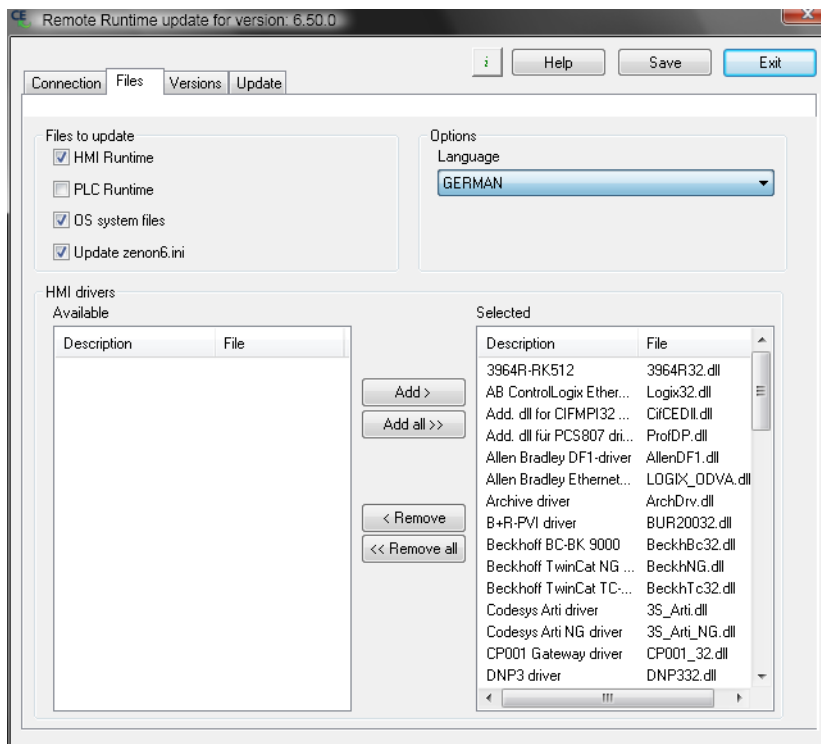 CE Remote Runtime update for version: 6.50.0
i Help Save Exit
Connection Files Versions Update
Files to update
HMI Runtime
PLC Runtime
OS system files
Update zenon6.ini
Options
Language
GERMAN
HMI drivers
Available
Description File
Add >
Add all >>
< Remove
<< Remove all
Selected
Description File
3964R-RK512 3964R32.dll
AB ControlLogix Ether... Logix32.dll
Add. dll for CIFMPI32 ... CifCEDll.dll
Add. dll für PCS807 dri... ProfDP.dll
Allen Bradley DF1-driver AllenDF1.dll
Allen Bradley Ethernet... LOGIX_ODVA.dll
Archive driver ArchDrv.dll
B+R-PVI driver BUR20032.dll
Beckhoff BC-BK 9000 BeckhBc32.dll
Beckhoff TwinCat NG ... BeckhNG.dll
Beckhoff TwinCat TC-... BeckhTc32.dll
Codesys Arti driver 3S_Arti.dll
Codesys Arti NG driver 3S_Arti_NG.dll
CP001 Gateway driver CP001_32.dll
DNP3 driver DNP332.dll